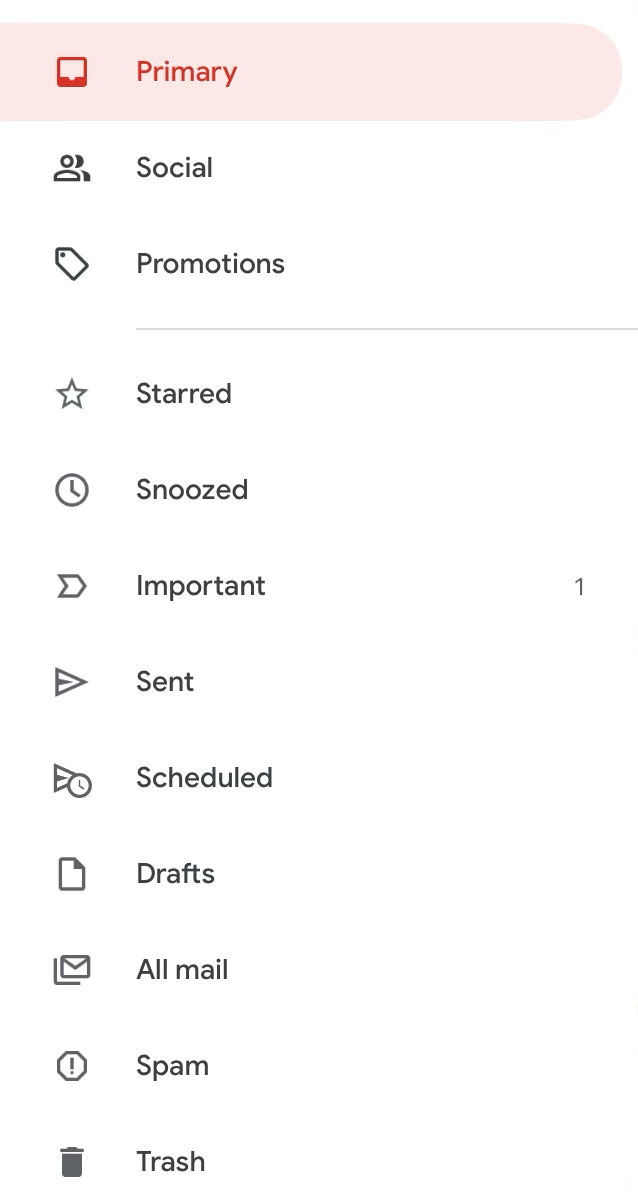 Primary
Social
Promotions
Starred
Snoozed
Important 1
Sent
Scheduled
Drafts
All mail
Spam
Trash